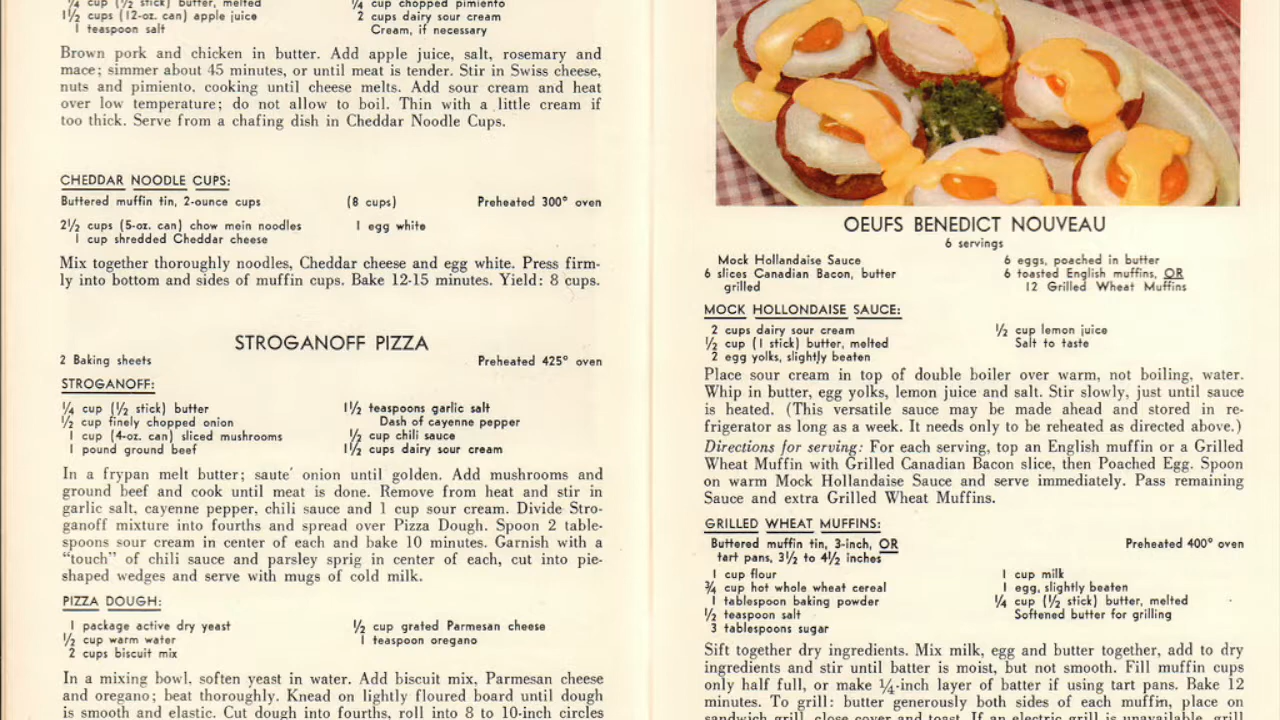 ¼ cup (½ stick) butter, melted
1½ cups (12-oz. can) apple juice
1 teaspoon salt
¼ cup chopped pimiento
2 cups dairy sour cream
Cream, if necessary
Brown pork and chicken in butter. Add apple juice, salt, rosemary and
mace; simmer about 45 minutes, or until meat is tender. Stir in Swiss cheese,
nuts and pimiento, cooking until cheese melts. Add sour cream and heat
over low temperature; do not allow to boil. Thin with a little cream if
too thick. Serve from a chafing dish in Cheddar Noodle Cups.
CHEDDAR NOODLE CUPS:
Buttered muffin tin, 2-ounce cups (8 cups) Preheated 300° oven
2½ cups (5-oz. can) chow mein noodles
1 cup shredded Cheddar cheese
1 egg white
Mix together thoroughly noodles, Cheddar cheese and egg white. Press firm-
ly into bottom and sides of muffin cups. Bake 12-15 minutes. Yield: 8 cups.
STROGANOFF PIZZA
2 Baking sheets Preheated 425° oven
STROGANOFF:
¼ cup (½ stick) butter
½ cup finely chopped onion
1 cup (4-oz. can) sliced mushrooms
1 pound ground beef
1½ teaspoons garlic salt
Dash of cayenne pepper
½ cup chili sauce
1½ cups dairy sour cream
In a frypan melt butter; saute' onion until golden. Add mushrooms and
ground beef and cook until meat is done. Remove from heat and stir in
garlic salt, cayenne pepper, chili sauce and 1 cup sour cream. Divide Stro-
ganoff mixture into fourths and spread over Pizza Dough. Spoon 2 table-
spoons sour cream in center of each and bake 10 minutes. Garnish with a
"touch" of chili sauce and parsley sprig in center of each, cut into pie-
shaped wedges and serve with mugs of cold milk.
PIZZA DOUGH:
1 package active dry yeast
½ cup warm water
2 cups biscuit mix
½ cup grated Parmesan cheese
1 teaspoon oregano
In a mixing bowl, soften yeast in water. Add biscuit mix, Parmesan cheese
and oregano; beat thoroughly. Knead on lightly floured board until dough
is smooth and elastic. Cut dough into fourths, roll into 8 to 10-inch circles
OEUFS BENEDICT NOUVEAU
6 servings
Mock Hollandaise Sauce
6 slices Canadian Bacon, butter
grilled
6 eggs, poached in butter
6 toasted English muffins, OR
12 Grilled Wheat Muffins
MOCK HOLLONDAISE SAUCE:
2 cups dairy sour cream
½ cup (1 stick) butter, melted
2 egg yolks, slightly beaten
½ cup lemon juice
Salt to taste
Place sour cream in top of double boiler over warm, not boiling, water.
Whip in butter, egg yolks, lemon juice and salt. Stir slowly, just until sauce
is heated. (This versatile sauce may be made ahead and stored in re-
frigerator as long as a week. It needs only to be reheated as directed above.)
Directions for serving: For each serving, top an English muffin or a Grilled
Wheat Muffin with Grilled Canadian Bacon slice, then Poached Egg. Spoon
on warm Mock Hollandaise Sauce and serve immediately. Pass remaining
Sauce and extra Grilled Wheat Muffins.
GRILLED WHEAT MUFFINS:
Buttered muffin tin, 3-inch, OR
tart pans, 3½ to 4½ inches
Preheated 400° oven
1 cup flour
¾ cup hot whole wheat cereal
1 tablespoon baking powder
½ teaspoon salt
3 tablespoons sugar
1 cup milk
1 egg, slightly beaten
¼ cup (½ stick) butter, melted
Softened butter for grilling
Sift together dry ingredients. Mix milk, egg and butter together, add to dry
ingredients and stir until batter is moist, but not smooth. Fill muffin cups
only half full, or make ¼-inch layer of batter if using tart pans. Bake 12
minutes. To grill: butter generously both sides of each muffin, place on
sandwich grill, close cover and toast. If an electric grill is unavailable, grill